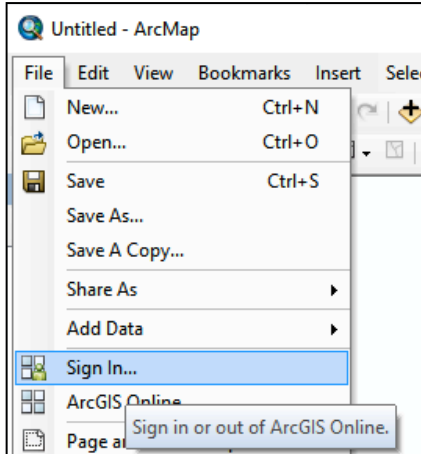 Untitled - ArcMap
File Edit View Bookmarks Insert
New... Ctrl+N
Open... Ctrl+O
Save Ctrl+S
Save As...
Save A Copy...
Share As
Add Data
Sign In...
ArcGIS Online
Sign in or out of ArcGIS Online.
Page